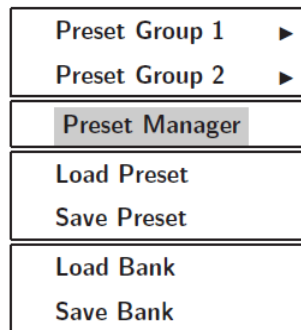 Preset Group 1 ▶
Preset Group 2 ▶
Preset Manager
Load Preset
Save Preset
Load Bank
Save Bank